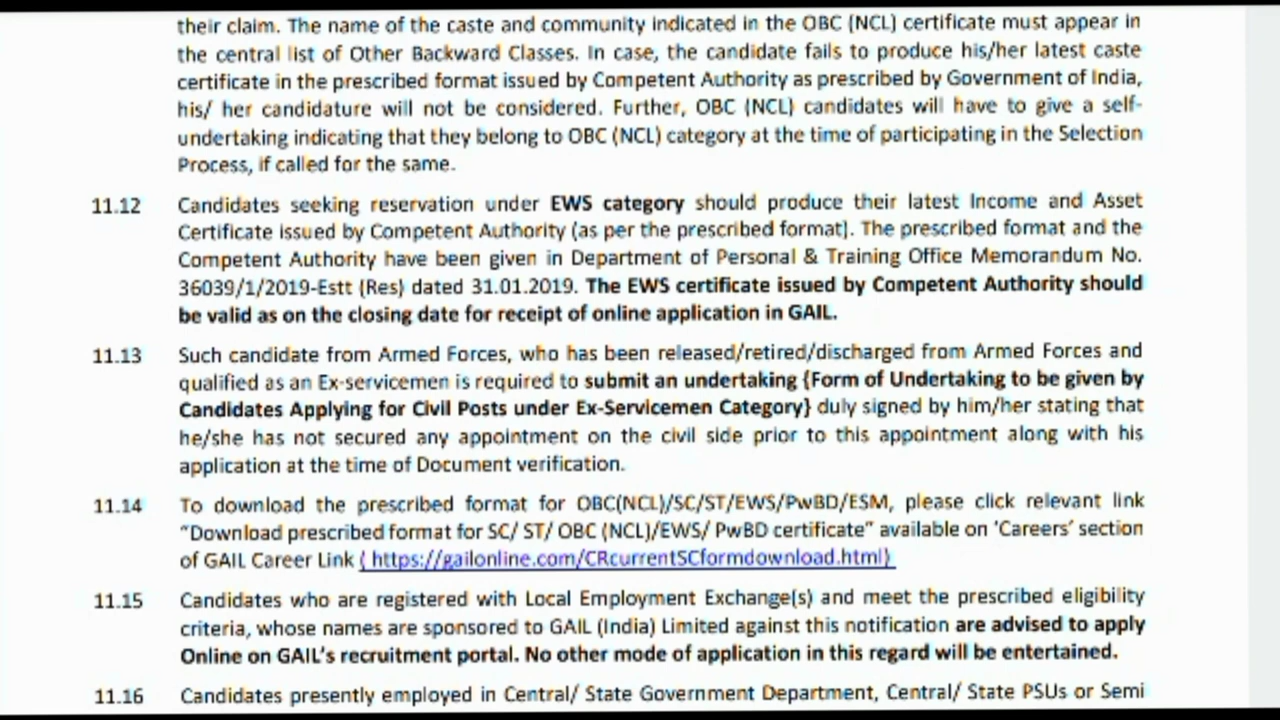 their claim. The name of the caste and community indicated in the OBC (NCL) certificate must appear in
the central list of Other Backward Classes. In case, the candidate fails to produce his/her latest caste
certificate in the prescribed format issued by Competent Authority as prescribed by Government of India,
his/ her candidature will not be considered. Further, OBC (NCL) candidates will have to give a self-
undertaking indicating that they belong to OBC (NCL) category at the time of participating in the Selection
Process, if called for the same.
11.12 Candidates seeking reservation under EWS category should produce their latest Income and Asset
Certificate issued by Competent Authority (as per the prescribed format). The prescribed format and the
Competent Authority have been given in Department of Personal & Training Office Memorandum No.
36039/1/2019-Estt (Res) dated 31.01.2019. The EWS certificate issued by Competent Authority should
be valid as on the closing date for receipt of online application in GAIL.
11.13 Such candidate from Armed Forces, who has been released/retired/discharged from Armed Forces and
qualified as an Ex-servicemen is required to submit an undertaking {Form of Undertaking to be given by
Candidates Applying for Civil Posts under Ex-Servicemen Category} duly signed by him/her stating that
he/she has not secured any appointment on the civil side prior to this appointment along with his
application at the time of Document verification.
11.14 To download the prescribed format for OBC(NCL)/SC/ST/EWS/PwBD/ESM, please click relevant link
"Download prescribed format for SC/ ST/ OBC (NCL)/EWS/ PwBD certificate" available on 'Careers' section
of GAIL Career Link ( https://gailonline.com/CRcurrentSCformdownload.html)
11.15 Candidates who are registered with Local Employment Exchange(s) and meet the prescribed eligibility
criteria, whose names are sponsored to GAIL (India) Limited against this notification are advised to apply
Online on GAIL's recruitment portal. No other mode of application in this regard will be entertained.
11.16 Candidates presently employed in Central/ State Government Department, Central/ State PSUs or Semi